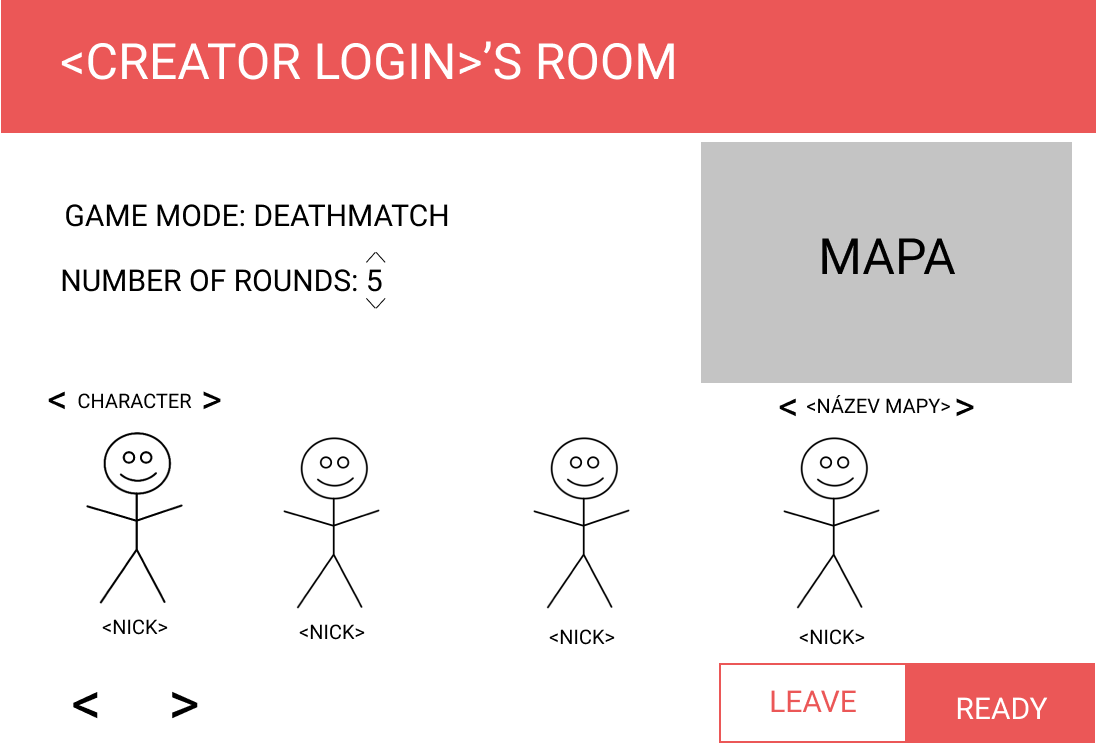 <CREATOR LOGIN>’S ROOM
GAME MODE: DEATHMATCH
NUMBER OF ROUNDS: 5
MAPA
< CHARACTER >
< <NÁZEV MAPY> >
<NICK>
<NICK>
<NICK>
<NICK>
< >
LEAVE
READY